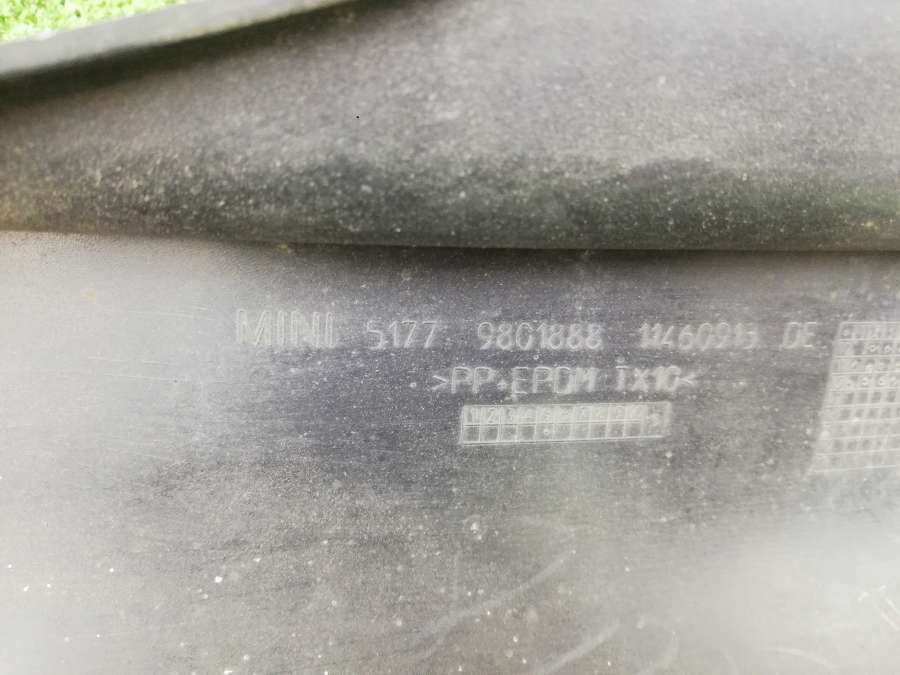 MINI 5177 9801888 11460915 DE
>PP+EPDM TX10<